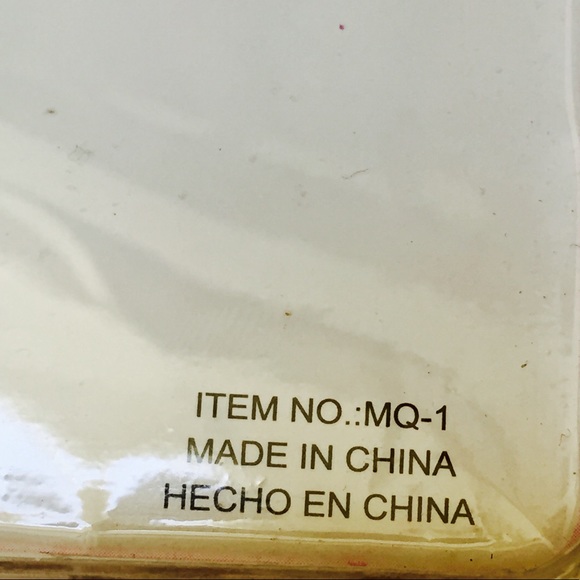 ITEM NO.:MQ-1
MADE IN CHINA
HECHO EN CHINA